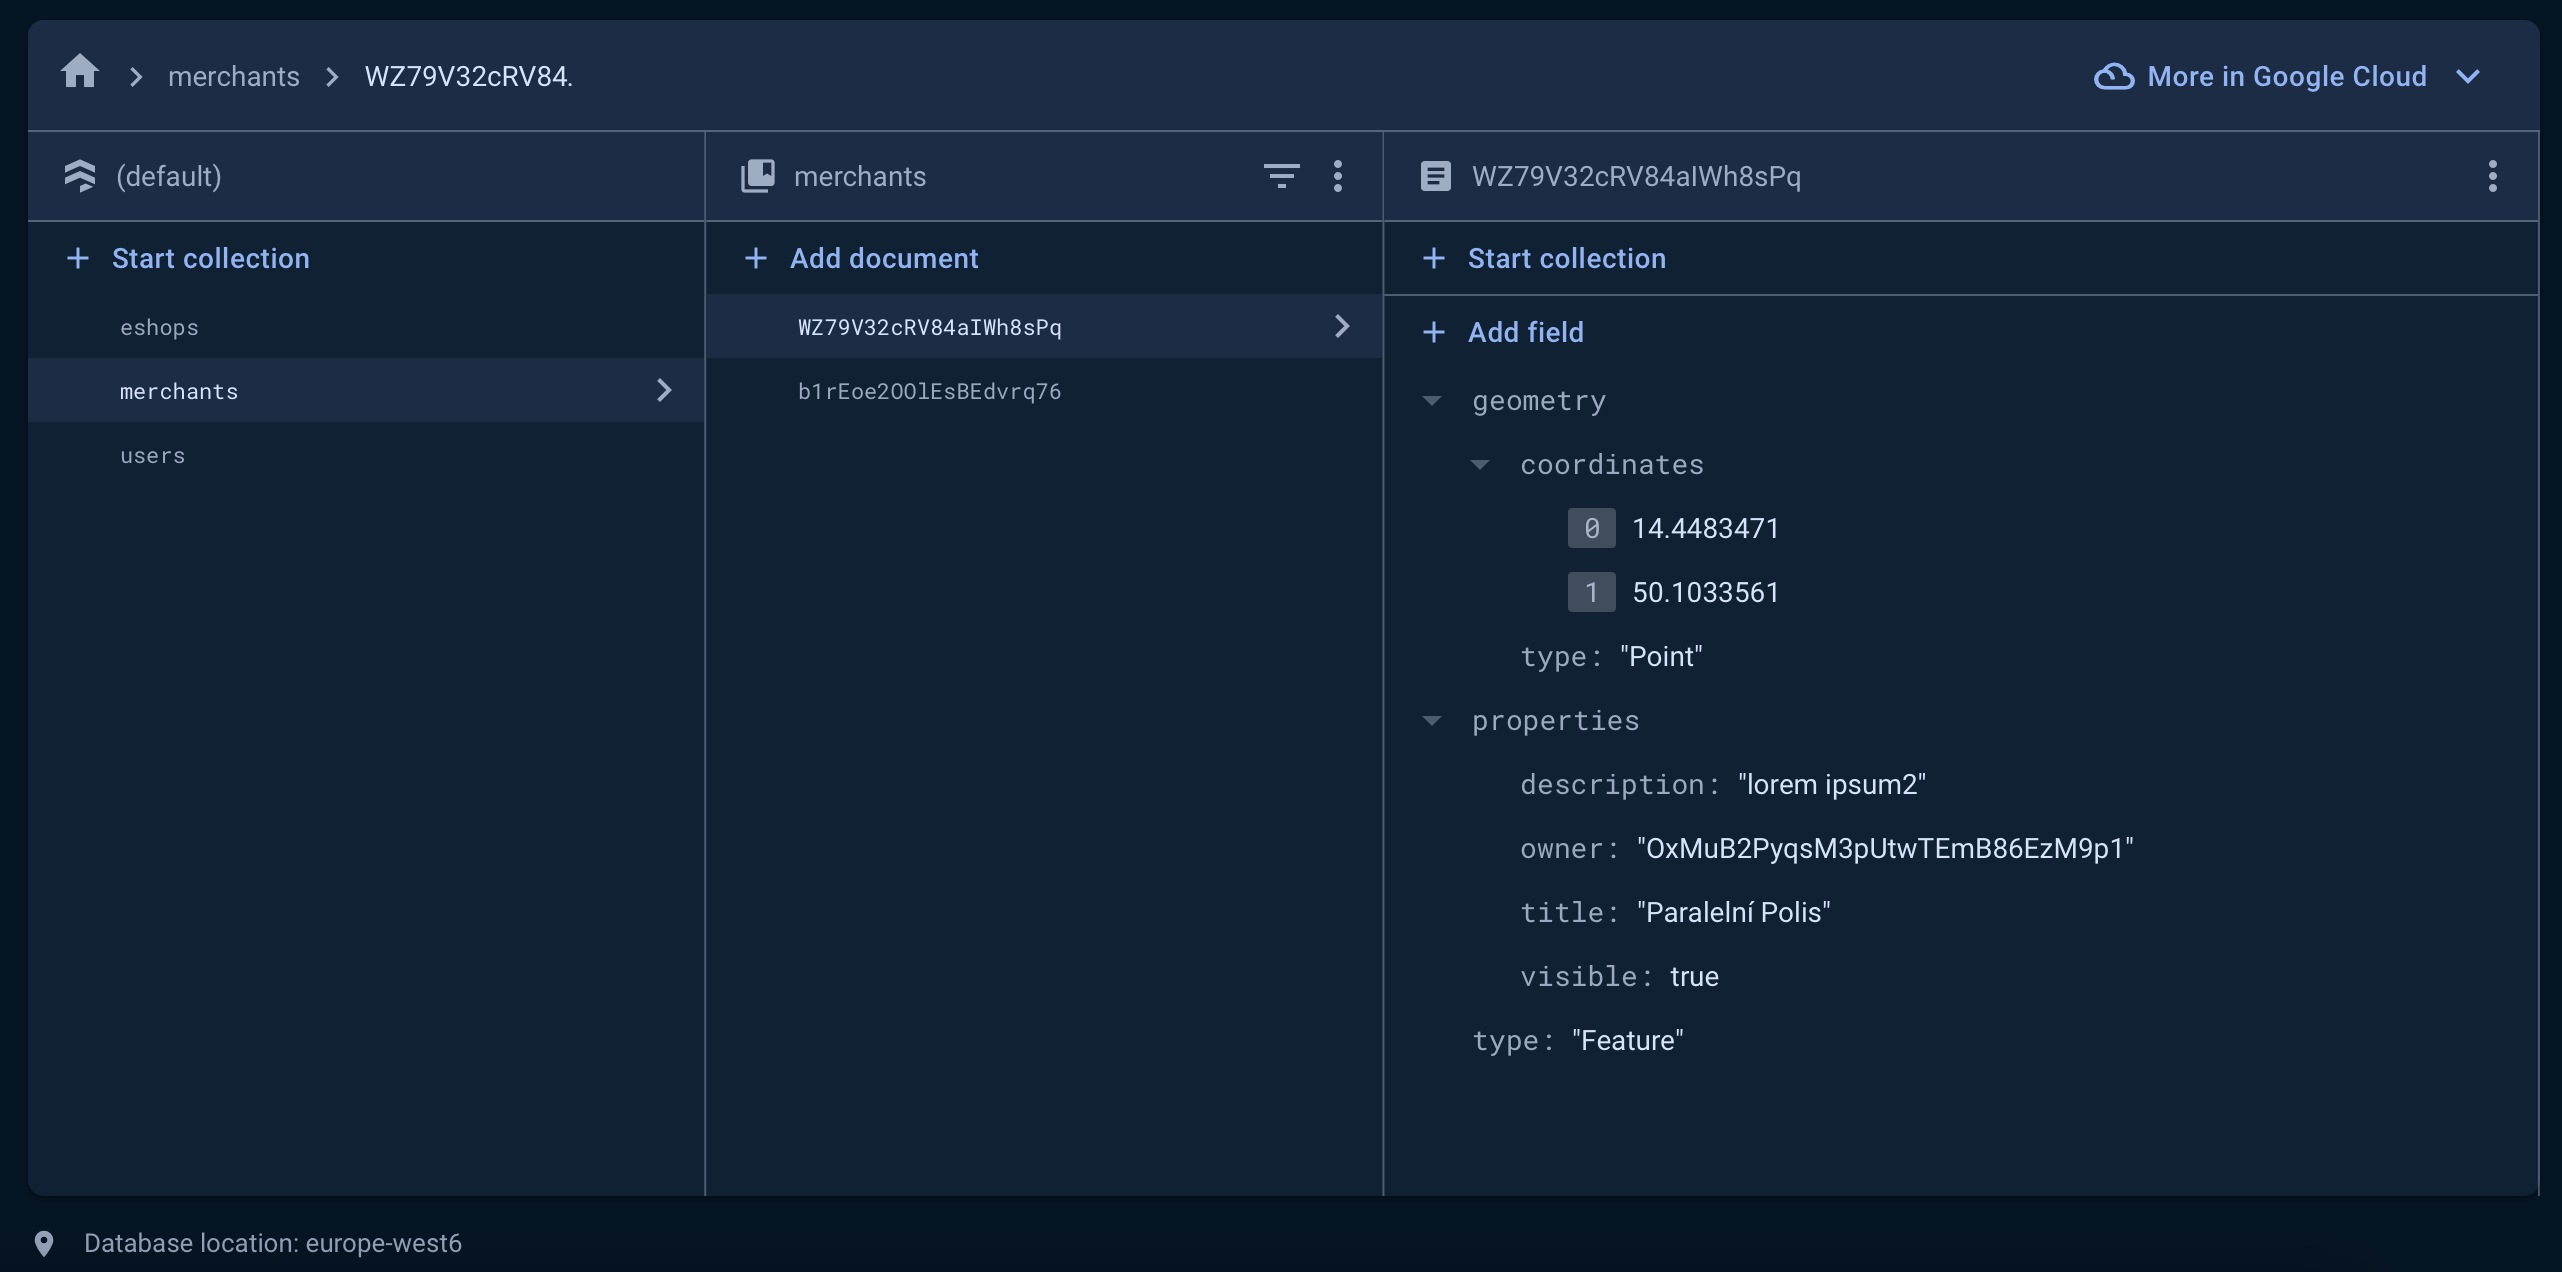 merchants
WZ79V32cRV84.
More in Google Cloud
(default)
merchants
WZ79V32cRV84aIWh8sPq
Start collection
eshops
merchants
users
Add document
WZ79V32cRV84aIWh8sPq
b1rEoe2OOlEsBEdvrq76
Start collection
Add field
geometry
coordinates
0 14.4483471
1 50.1033561
type: "Point"
properties
description: "lorem ipsum2"
owner: "OxMuB2PyqsM3pUtwTEmB86EzM9p1"
title: "Paralelní Polis"
visible: true
type: "Feature"
Database location: europe-west6